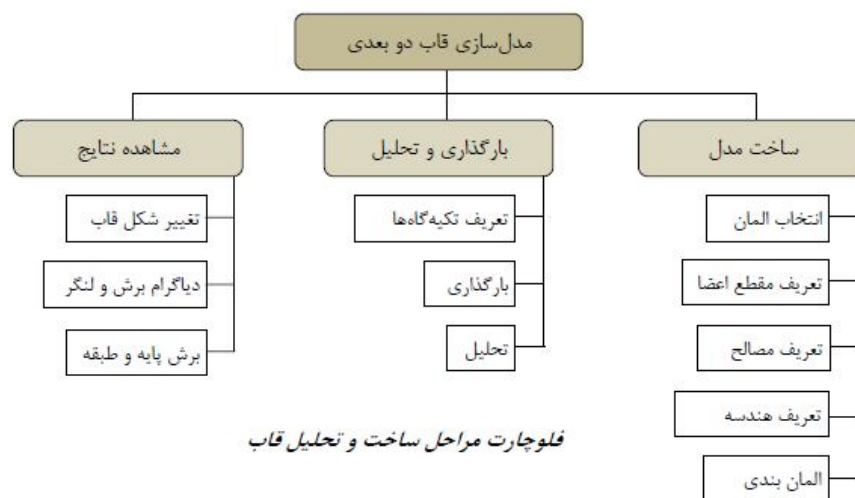 مدل‌سازی قاب دو بعدی
ساخت مدل
انتخاب المان
تعریف مقطع اعضا
تعریف مصالح
تعریف هندسه
المان بندی
بارگذاری و تحلیل
تعریف تکیه‌گاه‌ها
بارگذاری
تحلیل
مشاهده نتایج
تغییر شکل قاب
دیاگرام برش و لنگر
برش پایه و طبقه
فلوچارت مراحل ساخت و تحلیل قاب